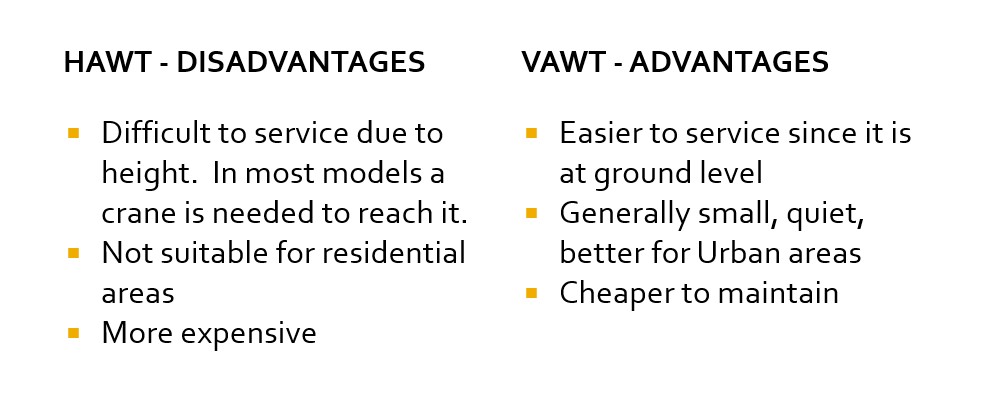 HAWT - DISADVANTAGES
Difficult to service due to
height.  In most models a
crane is needed to reach it.
Not suitable for residential
areas
More expensive
VAWT - ADVANTAGES
Easier to service since it is
at ground level
Generally small, quiet,
better for Urban areas
Cheaper to maintain